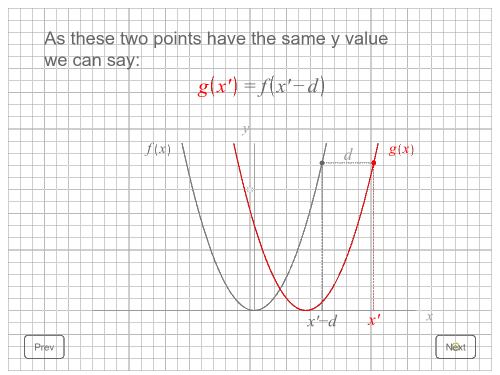 As these two points have the same y value
we can say:
g(x′) = f(x′−d)
y
f(x)
d
g(x)
x′−d
x′
x
Prev
Next